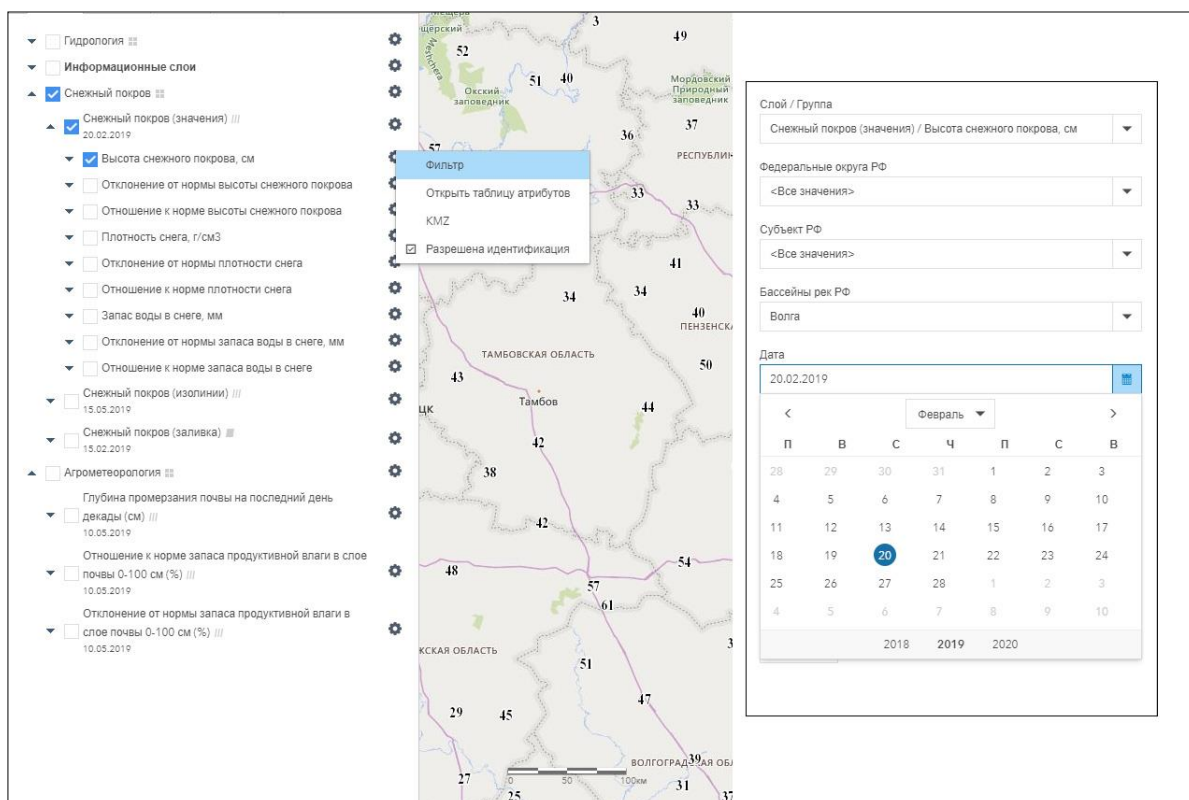 Гидрология
Информационные слои
Снежный покров
Снежный покров (значения)
20.02.2019
Высота снежного покрова, см
Отклонение от нормы высоты снежного покрова
Отношение к норме высоты снежного покрова
Плотность снега, г/см3
Отклонение от нормы плотности снега
Отношение к норме плотности снега
Запас воды в снеге, мм
Отклонение от нормы запаса воды в снеге, мм
Отношение к норме запаса воды в снеге
Снежный покров (изолинии)
15.05.2019
Снежный покров (заливка)
15.02.2019
Агрометеорология
Глубина промерзания почвы на последний день
декады (см)
10.05.2019
Отношение к норме запаса продуктивной влаги в слое
почвы 0-100 см (%)
10.05.2019
Отклонение от нормы запаса продуктивной влаги в
слое почвы 0-100 см (%)
10.05.2019
Фильтр
Открыть таблицу атрибутов
KMZ
Разрешена идентификация
3
49
52
Meshchera
51 40
Окский
заповедник
Мордовский
Природный
заповедник
36
37
57
РЕСПУБЛИ
33
33
41
34
34
40
ПЕНЗЕНСКА
ТАМБОВСКАЯ ОБЛАСТЬ
50
43
Тамбов
44
ЦК
42
38
42
54
48
57
61
КСКАЯ ОБЛАСТЬ
51
47
29
45
39
ВОЛГОГРАДСКАЯ ОБЛ
27
0 50 100км
31
25
37
Слой / Группа
Снежный покров (значения) / Высота снежного покрова, см
Федеральные округа РФ
<Все значения>
Субъект РФ
<Все значения>
Бассейны рек РФ
Волга
Дата
20.02.2019
Февраль
П В С Ч П С В
28 29 30 31 1 2 3
4 5 6 7 8 9 10
11 12 13 14 15 16 17
18 19 20 21 22 23 24
25 26 27 28 1 2 3
4 5 6 7 8 9 10
2018 2019 2020